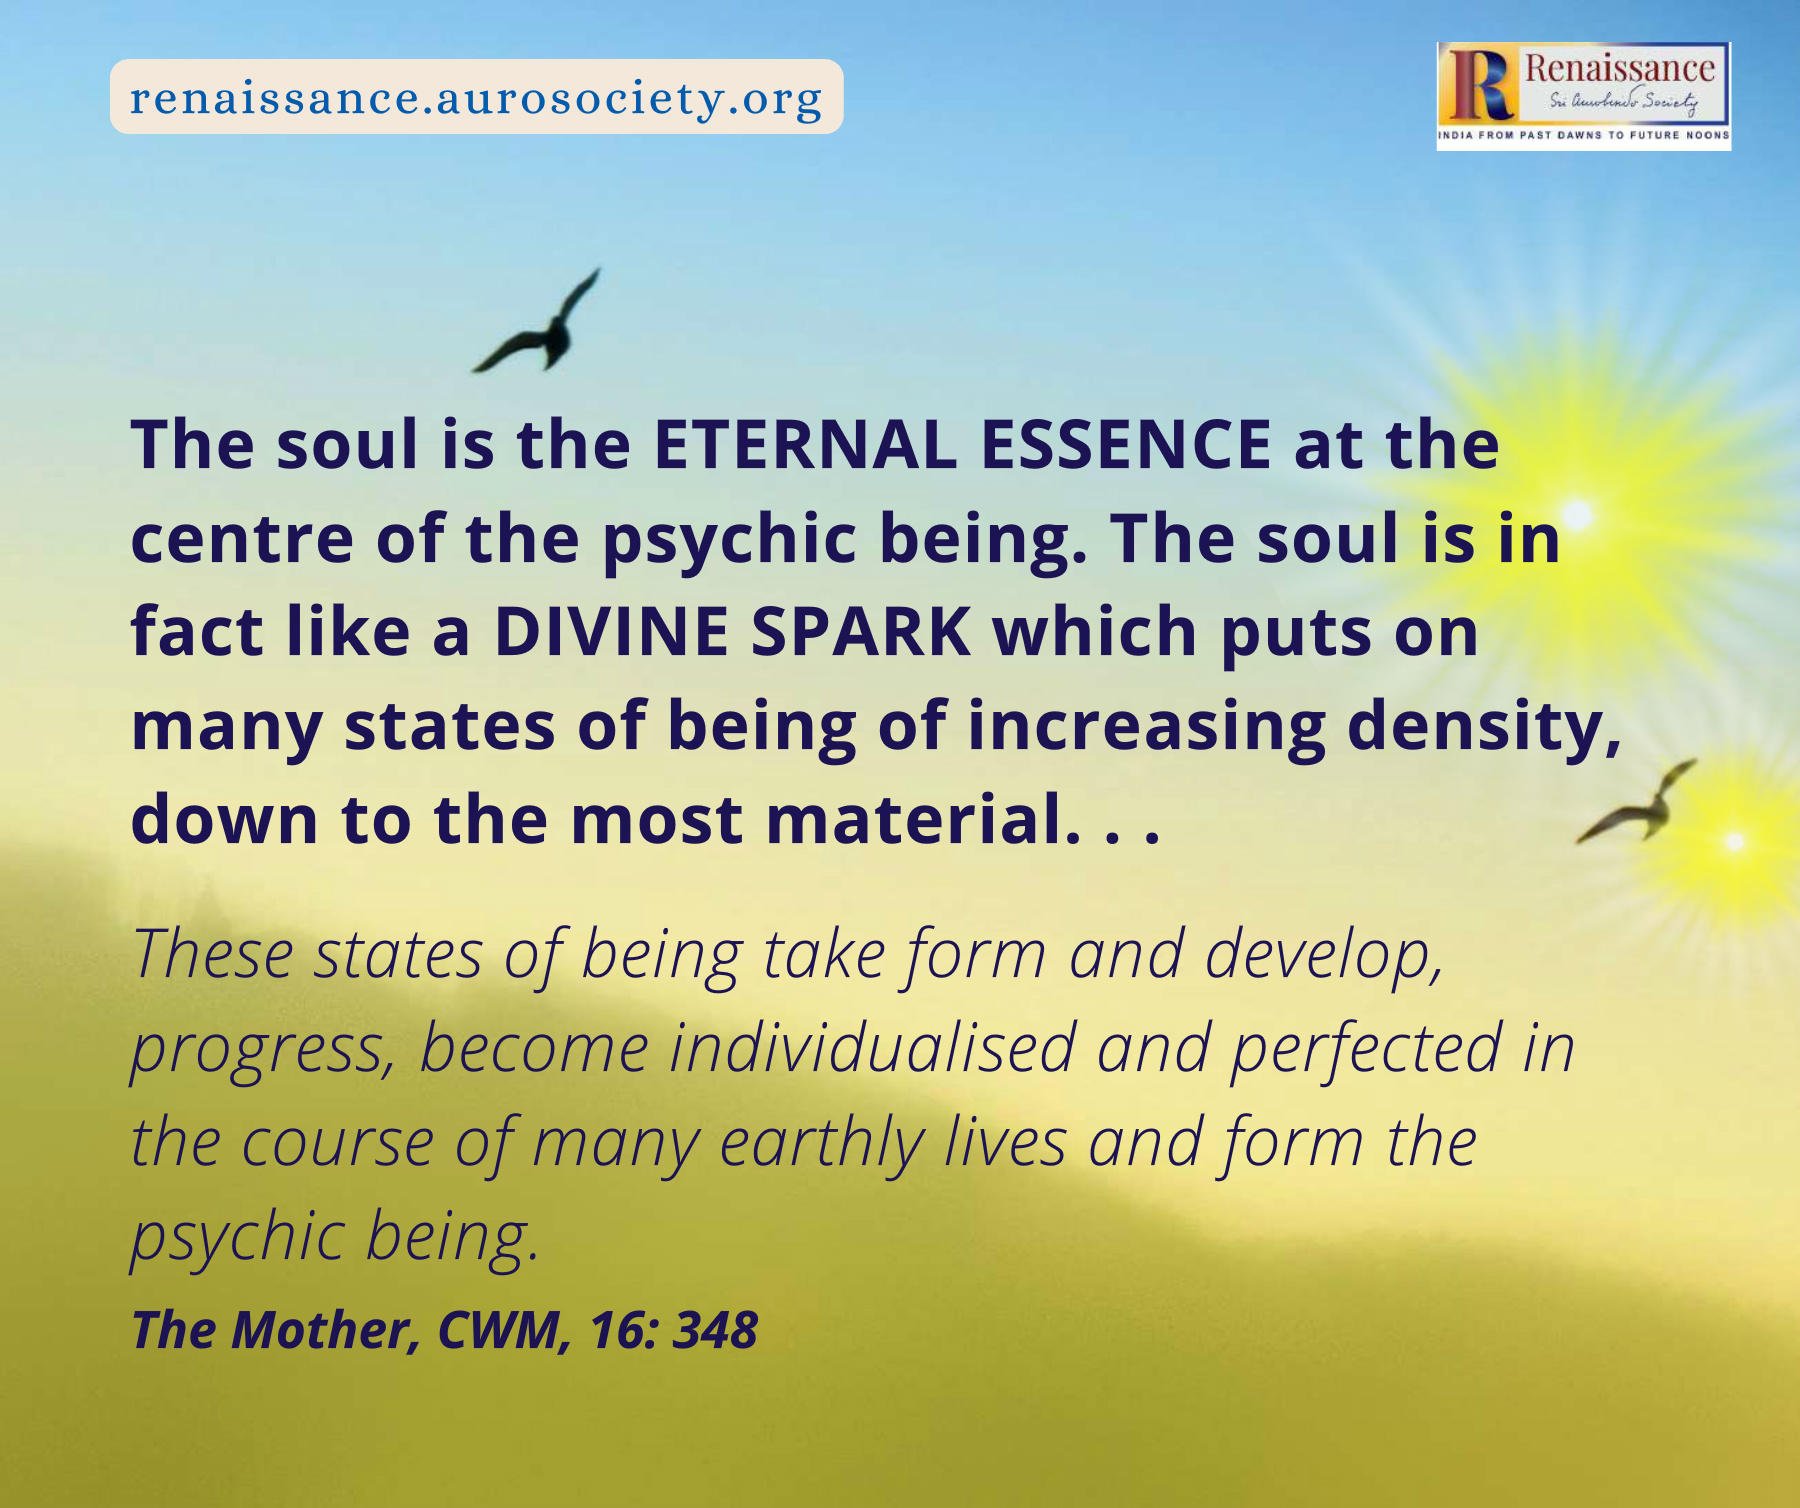 renaissance.aurosociety.org
R Renaissance
Sri Aurobindo Society
INDIA FROM PAST DAWNS TO FUTURE NOONS
The soul is the ETERNAL ESSENCE at the
centre of the psychic being. The soul is in
fact like a DIVINE SPARK which puts on
many states of being of increasing density,
down to the most material. . .
These states of being take form and develop,
progress, become individualised and perfected in
the course of many earthly lives and form the
psychic being.
The Mother, CWM, 16: 348